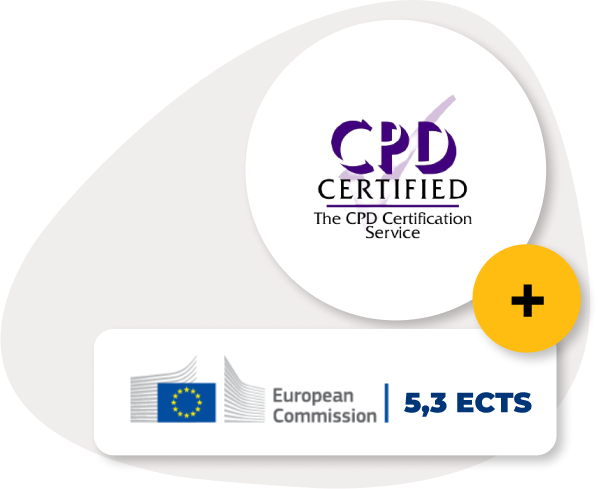 CPD
CERTIFIED
The CPD Certification
Service
+
European
Commission
5,3 ECTS